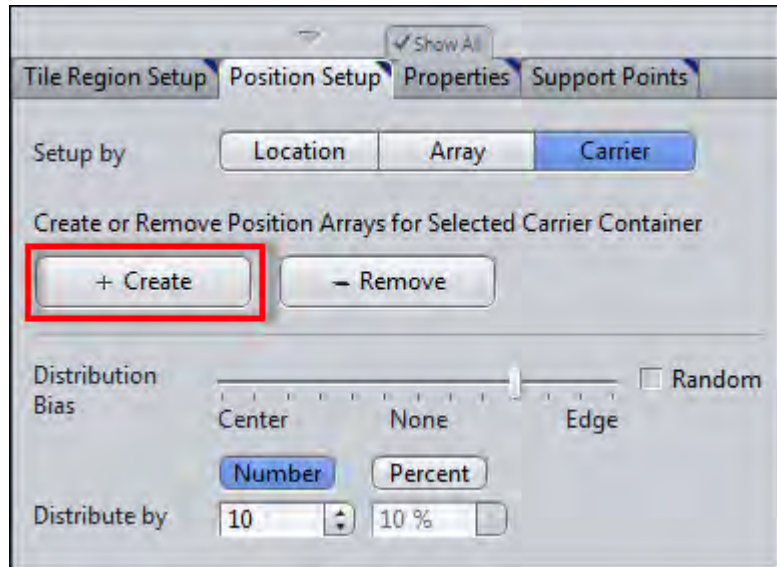 ✔ Show All
Tile Region Setup Position Setup Properties Support Points
Setup by Location Array Carrier
Create or Remove Position Arrays for Selected Carrier Container
+ Create − Remove
Distribution Bias Random
Center None Edge
Number Percent
Distribute by 10 10 %